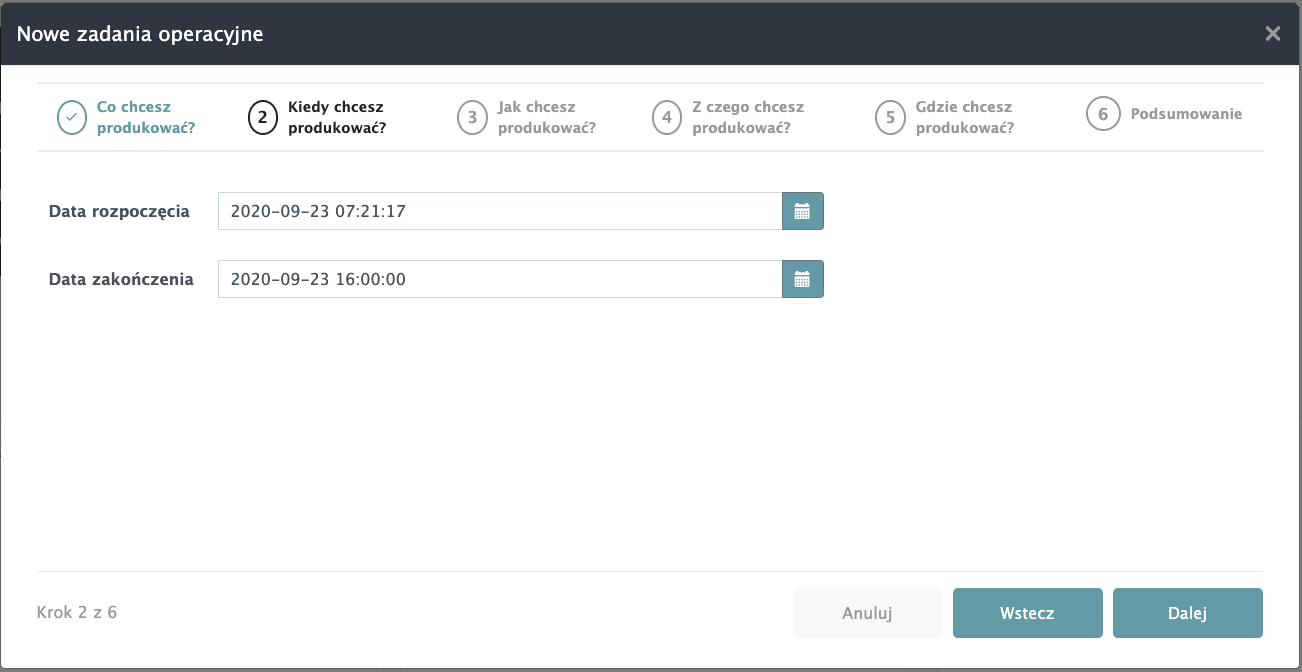 Nowe zadania operacyjne
Co chcesz
produkować?
2
Kiedy chcesz
produkować?
3
Jak chcesz
produkować?
4
Z czego chcesz
produkować?
5
Gdzie chcesz
produkować?
6
Podsumowanie
Data rozpoczęcia
2020-09-23 07:21:17
Data zakończenia
2020-09-23 16:00:00
Krok 2 z 6
Anuluj
Wstecz
Dalej